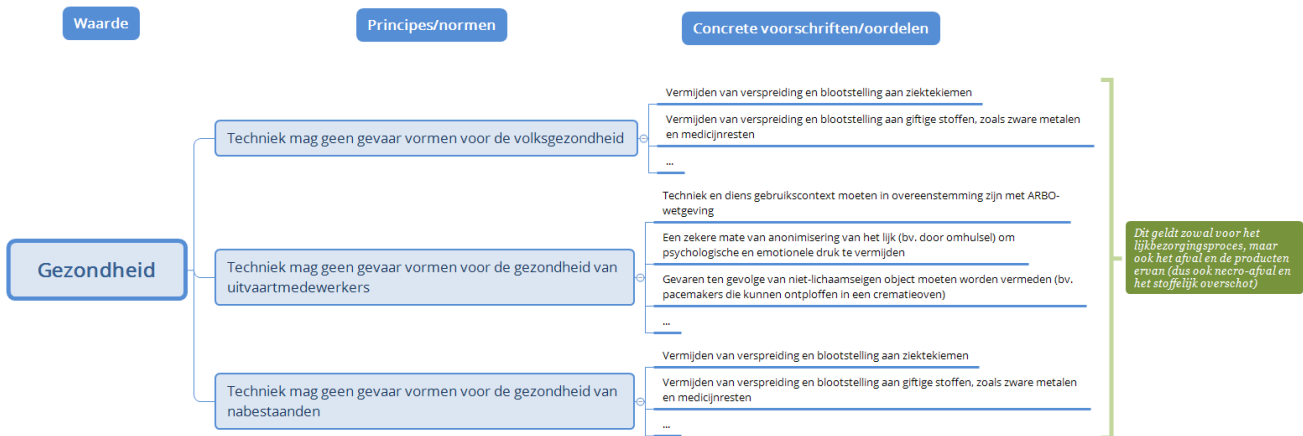 Waarde
Principes/normen
Concrete voorschriften/oordelen
Gezondheid
Techniek mag geen gevaar vormen voor de volksgezondheid
Vermijden van verspreiding en blootstelling aan ziektekiemen
Vermijden van verspreiding en blootstelling aan giftige stoffen, zoals zware metalen
en medicijnresten
...
Techniek mag geen gevaar vormen voor de gezondheid van
uitvaartmedewerkers
Techniek en diens gebruikscontext moeten in overeenstemming zijn met ARBO-
wetgeving
Een zekere mate van anonimisering van het lijk (bv. door omhulsel) om
psychologische en emotionele druk te vermijden
Gevaren ten gevolge van niet-lichaamseigen object moeten worden vermeden (bv.
pacemakers die kunnen ontploffen in een crematieoven)
...
Techniek mag geen gevaar vormen voor de gezondheid van
nabestaanden
Vermijden van verspreiding en blootstelling aan ziektekiemen
Vermijden van verspreiding en blootstelling aan giftige stoffen, zoals zware metalen
en medicijnresten
...
Dit geldt zowal voor het
lijkbezorgingsproces, maar
ook het afval en de producten
ervan (dus ook necro-afval en
het stoffelijk overschot)